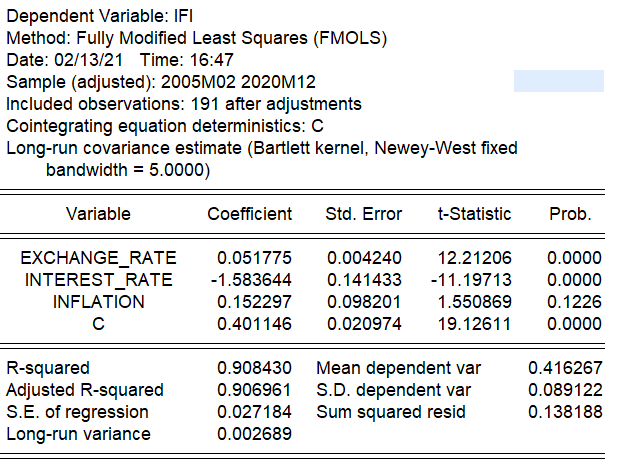 Dependent Variable: IFI
Method: Fully Modified Least Squares (FMOLS)
Date: 02/13/21 Time: 16:47
Sample (adjusted): 2005M02 2020M12
Included observations: 191 after adjustments
Cointegrating equation deterministics: C
Long-run covariance estimate (Bartlett kernel, Newey-West fixed
bandwidth = 5.0000)
Variable Coefficient Std. Error t-Statistic Prob.
EXCHANGE_RATE 0.051775 0.004240 12.21206 0.0000
INTEREST_RATE -1.583644 0.141433 -11.19713 0.0000
INFLATION 0.152297 0.098201 1.550869 0.1226
C 0.401146 0.020974 19.12611 0.0000
R-squared 0.908430 Mean dependent var 0.416267
Adjusted R-squared 0.906961 S.D. dependent var 0.089122
S.E. of regression 0.027184 Sum squared resid 0.138188
Long-run variance 0.002689